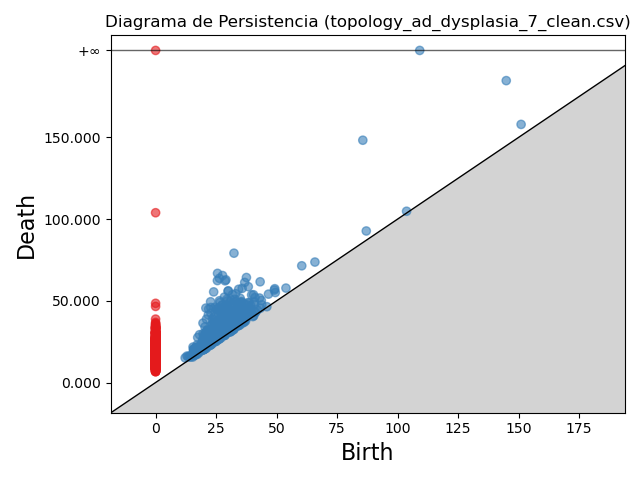 Diagrama de Persistencia (topology_ad_dysplasia_7_clean.csv)
+∞
150.000
100.000
50.000
0.000
Death
0 25 50 75 100 125 150 175
Birth